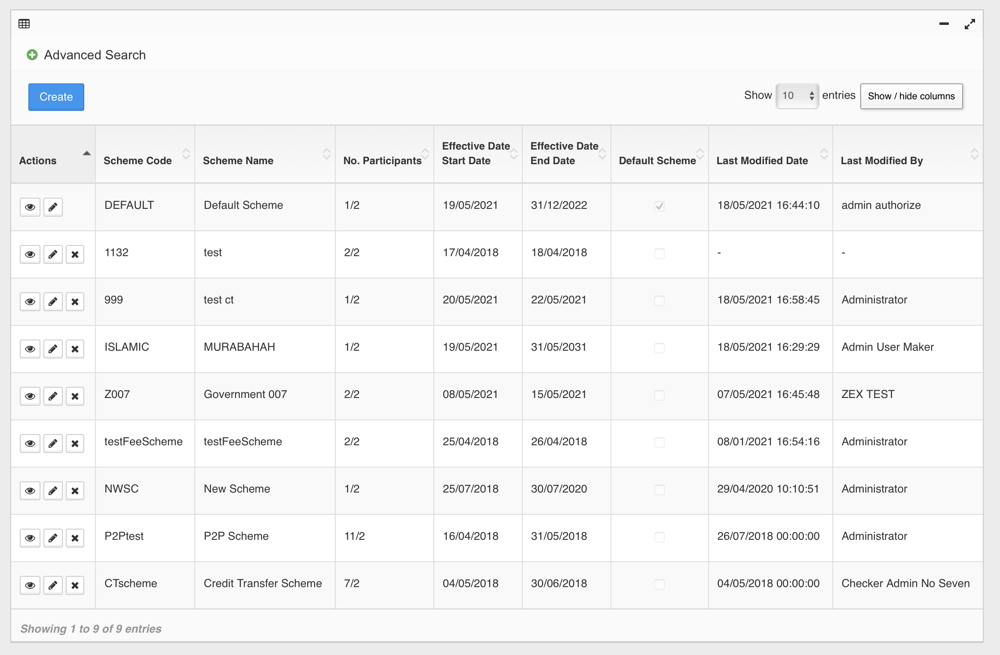 Advanced Search
Create
Show 10 entries Show / hide columns
Actions Scheme Code Scheme Name No. Participants Effective Date Start Date Effective Date End Date Default Scheme Last Modified Date Last Modified By
DEFAULT Default Scheme 1/2 19/05/2021 31/12/2022 18/05/2021 16:44:10 admin authorize
1132 test 2/2 17/04/2018 18/04/2018 - -
999 test ct 1/2 20/05/2021 22/05/2021 18/05/2021 16:58:45 Administrator
ISLAMIC MURABAHAH 1/2 19/05/2021 31/05/2031 18/05/2021 16:29:29 Admin User Maker
Z007 Government 007 2/2 08/05/2021 15/05/2021 07/05/2021 16:45:48 ZEX TEST
testFeeScheme testFeeScheme 2/2 25/04/2018 26/04/2018 08/01/2021 16:54:16 Administrator
NWSC New Scheme 1/2 25/07/2018 30/07/2020 29/04/2020 10:10:51 Administrator
P2Ptest P2P Scheme 11/2 16/04/2018 31/05/2018 26/07/2018 00:00:00 Administrator
CTscheme Credit Transfer Scheme 7/2 04/05/2018 30/06/2018 04/05/2018 00:00:00 Checker Admin No Seven
Showing 1 to 9 of 9 entries